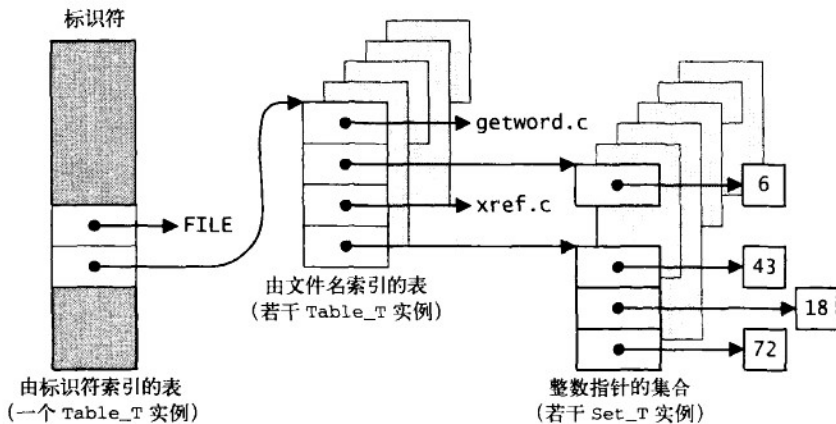 标识符
getword.c
6
FILE
xref.c
43
由文件名索引的表
(若干 Table_T 实例)
18
72
由标识符索引的表
(一个 Table_T 实例)
整数指针的集合
(若干 Set_T 实例)